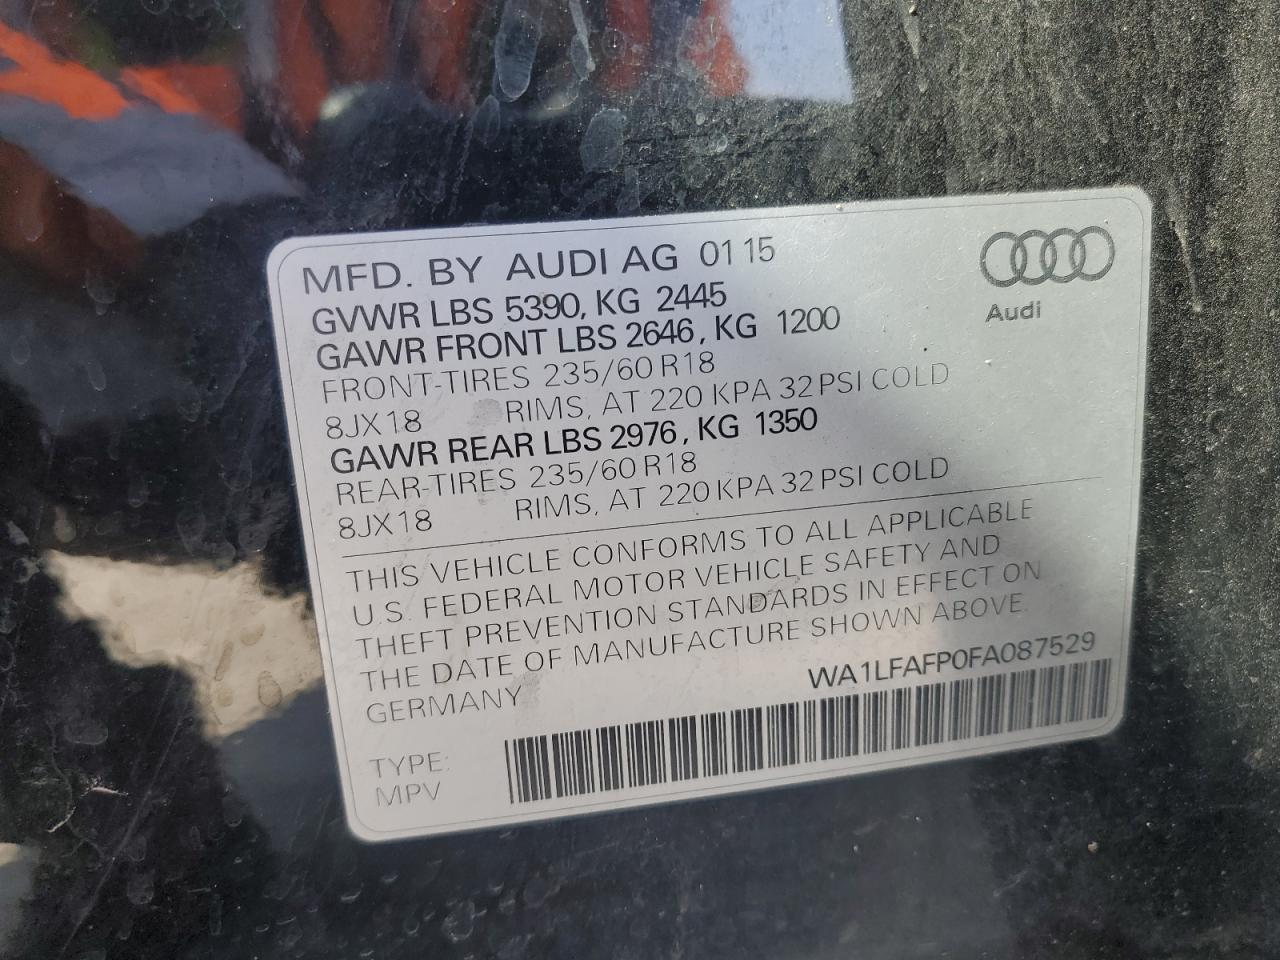 MFD. BY AUDI AG 01 15
GVWR LBS 5390, KG 2445
GAWR FRONT LBS 2646, KG 1200
FRONT-TIRES 235/60 R18
8JX18 RIMS, AT 220 KPA 32 PSI COLD
GAWR REAR LBS 2976, KG 1350
REAR-TIRES 235/60 R18
8JX18 RIMS, AT 220 KPA 32 PSI COLD
THIS VEHICLE CONFORMS TO ALL APPLICABLE
U.S. FEDERAL MOTOR VEHICLE SAFETY AND
THEFT PREVENTION STANDARDS IN EFFECT ON
THE DATE OF MANUFACTURE SHOWN ABOVE.
GERMANY
WA1LFAFP0FA087529
TYPE:
MPV
Audi